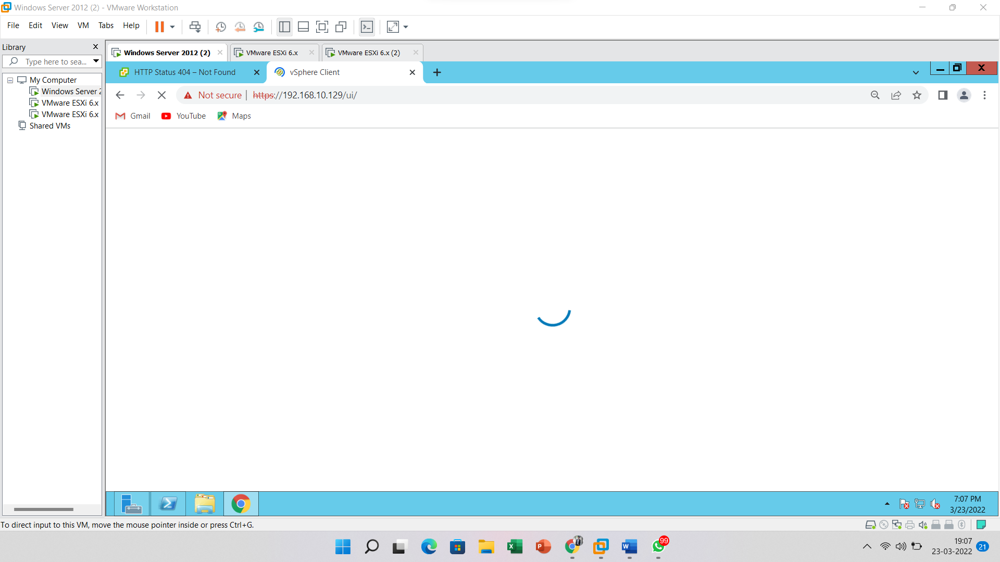 Windows Server 2012 (2) - VMware Workstation
File Edit View VM Tabs Help
Library
Type here to sea...
My Computer
Windows Server 2
VMware ESXi 6.x
VMware ESXi 6.x
Shared VMs
Windows Server 2012 (2)
VMware ESXi 6.x
VMware ESXi 6.x (2)
HTTP Status 404 – Not Found
vSphere Client
Not secure
https://192.168.10.129/ui/
Gmail
YouTube
Maps
7:07 PM
3/23/2022
To direct input to this VM, move the mouse pointer inside or press Ctrl+G.
99
19:07
23-03-2022
21